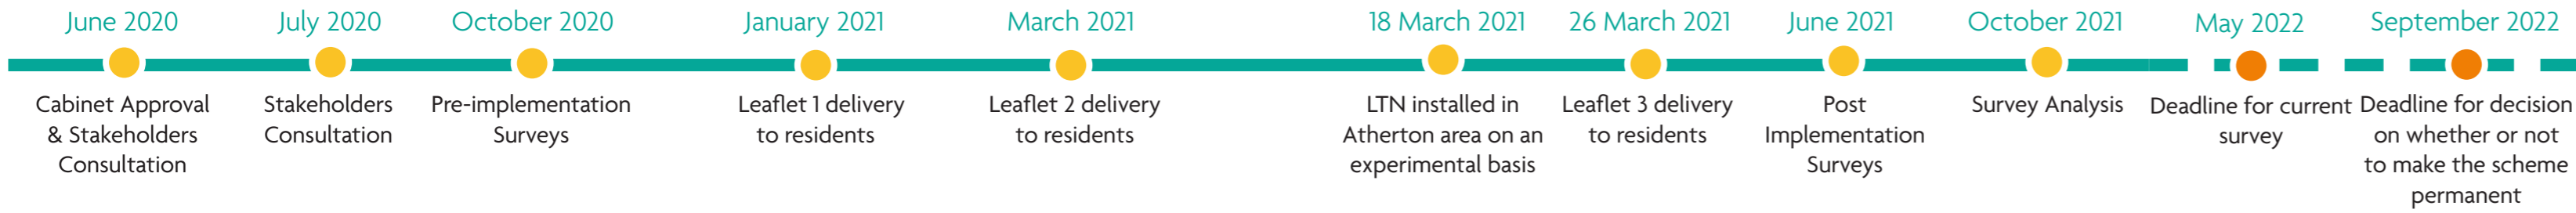 June 2020
Cabinet Approval
& Stakeholders
Consultation
July 2020
Stakeholders
Consultation
October 2020
Pre-implementation
Surveys
January 2021
Leaflet 1 delivery
to residents
March 2021
Leaflet 2 delivery
to residents
18 March 2021
LTN installed in
Atherton area on an
experimental basis
26 March 2021
Leaflet 3 delivery
to residents
June 2021
Post
Implementation
Surveys
October 2021
Survey Analysis
May 2022
Deadline for current
survey
September 2022
Deadline for decision
on whether or not
to make the scheme
permanent